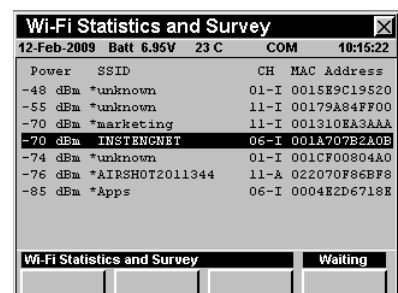 Wi-Fi Statistics and Survey
12-Feb-2009 Batt 6.95V 23 C COM 10:15:22
Power SSID CH MAC Address
-48 dBm *unknown 01-I 0015E9C19520
-55 dBm *unknown 11-I 00179A84FF00
-70 dBm *marketing 11-I 001310EA3AAA
-70 dBm INSTENGNET 06-I 001A707B2A0B
-74 dBm *unknown 01-I 001CF00804A0
-76 dBm *AIRSHOT2011344 11-A 022070F86BF8
-85 dBm *Apps 06-I 0004E2D6718E
Wi-Fi Statistics and Survey Waiting